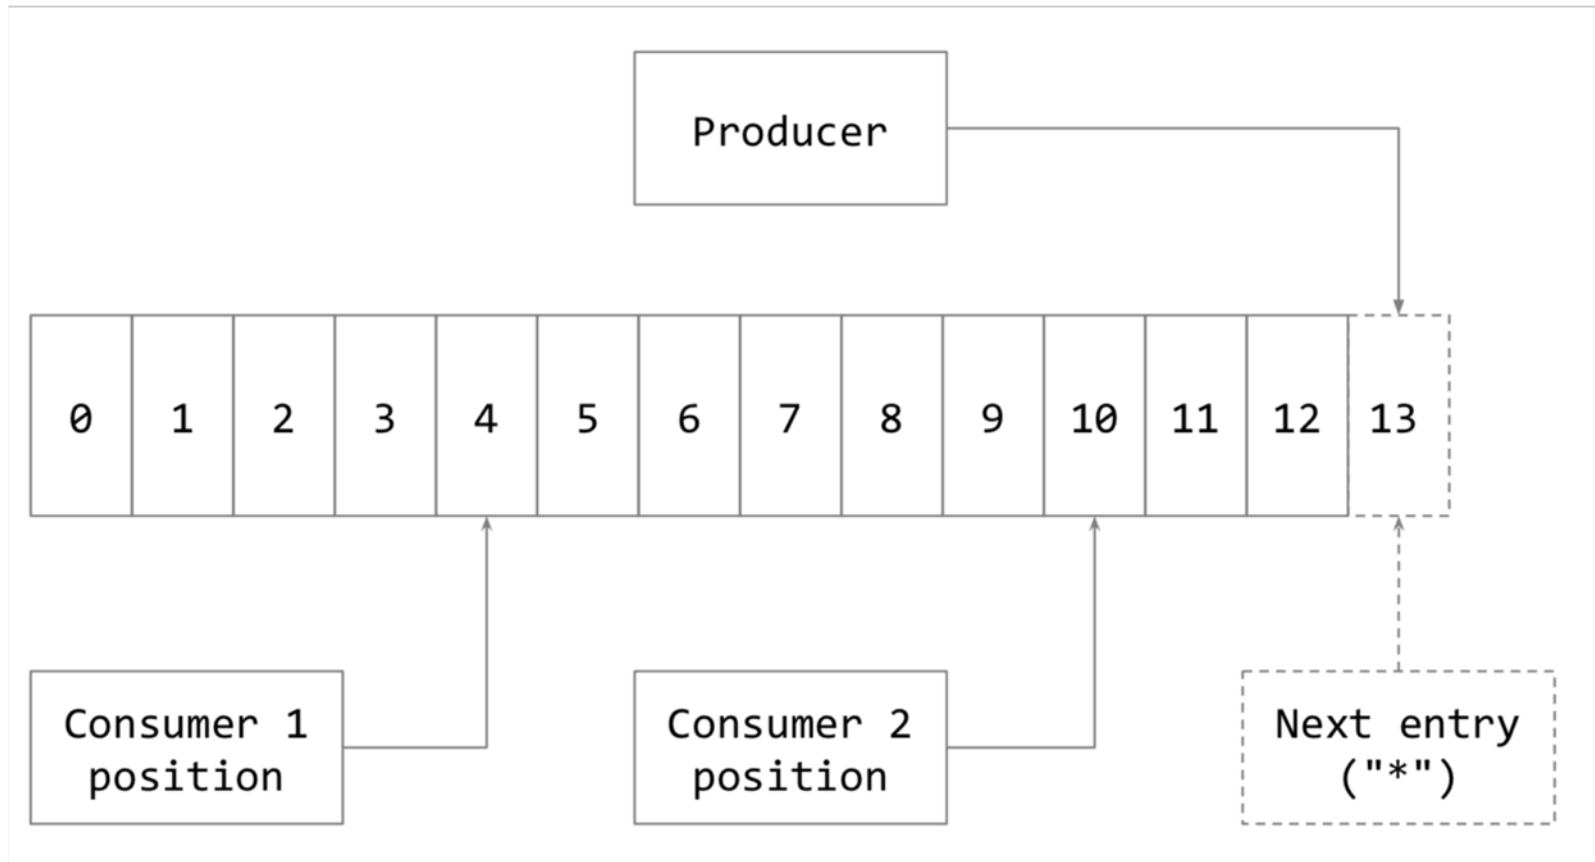 Producer
0 1 2 3 4 5 6 7 8 9 10 11 12 13
Consumer 1
position
Consumer 2
position
Next entry
("*")